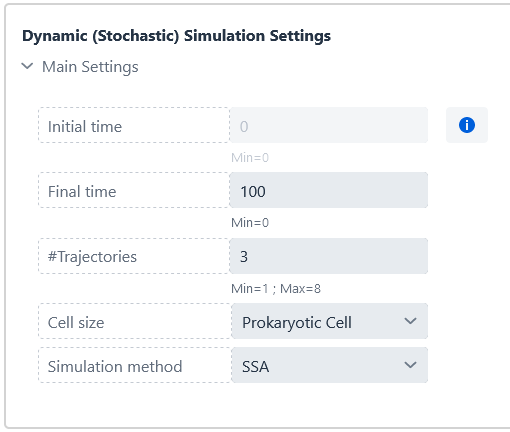 Dynamic (Stochastic) Simulation Settings
Main Settings
Initial time 0
Min=0
Final time 100
Min=0
#Trajectories 3
Min=1 ; Max=8
Cell size Prokaryotic Cell
Simulation method SSA